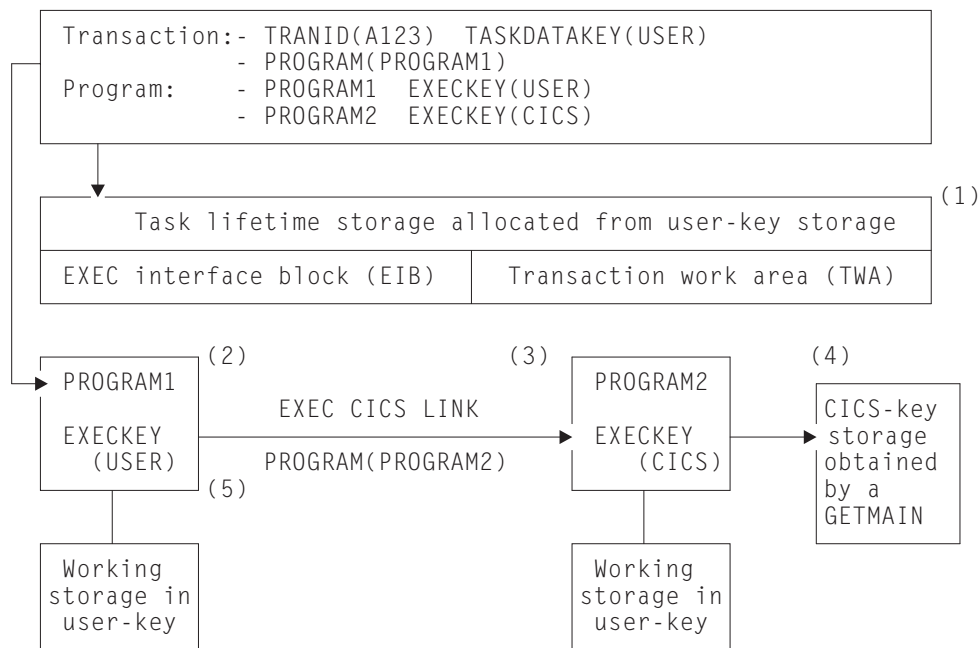 Transaction:- TRANID(A123) TASKDATAKEY(USER)
- PROGRAM(PROGRAM1)
Program: - PROGRAM1 EXECKEY(USER)
- PROGRAM2 EXECKEY(CICS)
(1)
Task lifetime storage allocated from user-key storage
EXEC interface block (EIB)
Transaction work area (TWA)
(2)
PROGRAM1
EXECKEY
(USER)
(5)
EXEC CICS LINK
PROGRAM(PROGRAM2)
(3)
PROGRAM2
EXECKEY
(CICS)
(4)
CICS-key
storage
obtained
by a
GETMAIN
Working
storage in
user-key
Working
storage in
user-key